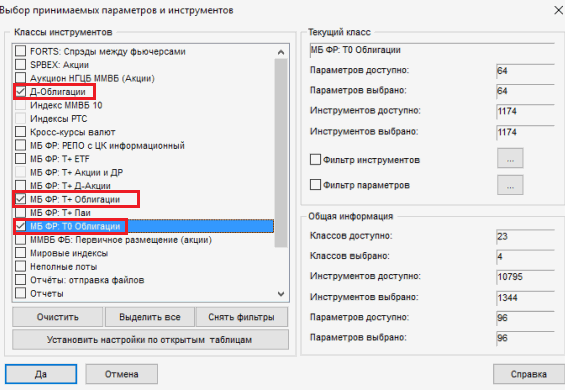 Выбор принимаемых параметров и инструментов
Классы инструментов
FORTS: Спрэды между фьючерсами
SPBEX: Акции
Аукцион НГЦБ ММВБ (Акции)
Д-Облигации
Индекс ММВБ 10
Индексы РТС
Кросс-курсы валют
МБ ФР: РЕПО с ЦК информационный
МБ ФР: Т+ ETF
МБ ФР: Т+ Акции и ДР
МБ ФР: Т+ Д-Акции
МБ ФР: Т+ Облигации
МБ ФР: Т+ Паи
МБ ФР: Т0 Облигации
ММВБ ФБ: Первичное размещение (акции)
Мировые индексы
Неполные лоты
Отчёты: отправка файлов
Отчеты
Очистить
Выделить все
Снять фильтры
Установить настройки по открытым таблицам
Текущий класс
МБ ФР: Т0 Облигации
Параметров доступно: 64
Параметров выбрано: 64
Инструментов доступно: 1174
Инструментов выбрано: 1174
Фильтр инструментов ...
Фильтр параметров ...
Общая информация
Классов доступно: 23
Классов выбрано: 4
Инструментов доступно: 10795
Инструментов выбрано: 1344
Параметров доступно: 96
Параметров выбрано: 96
Да
Отмена
Справка